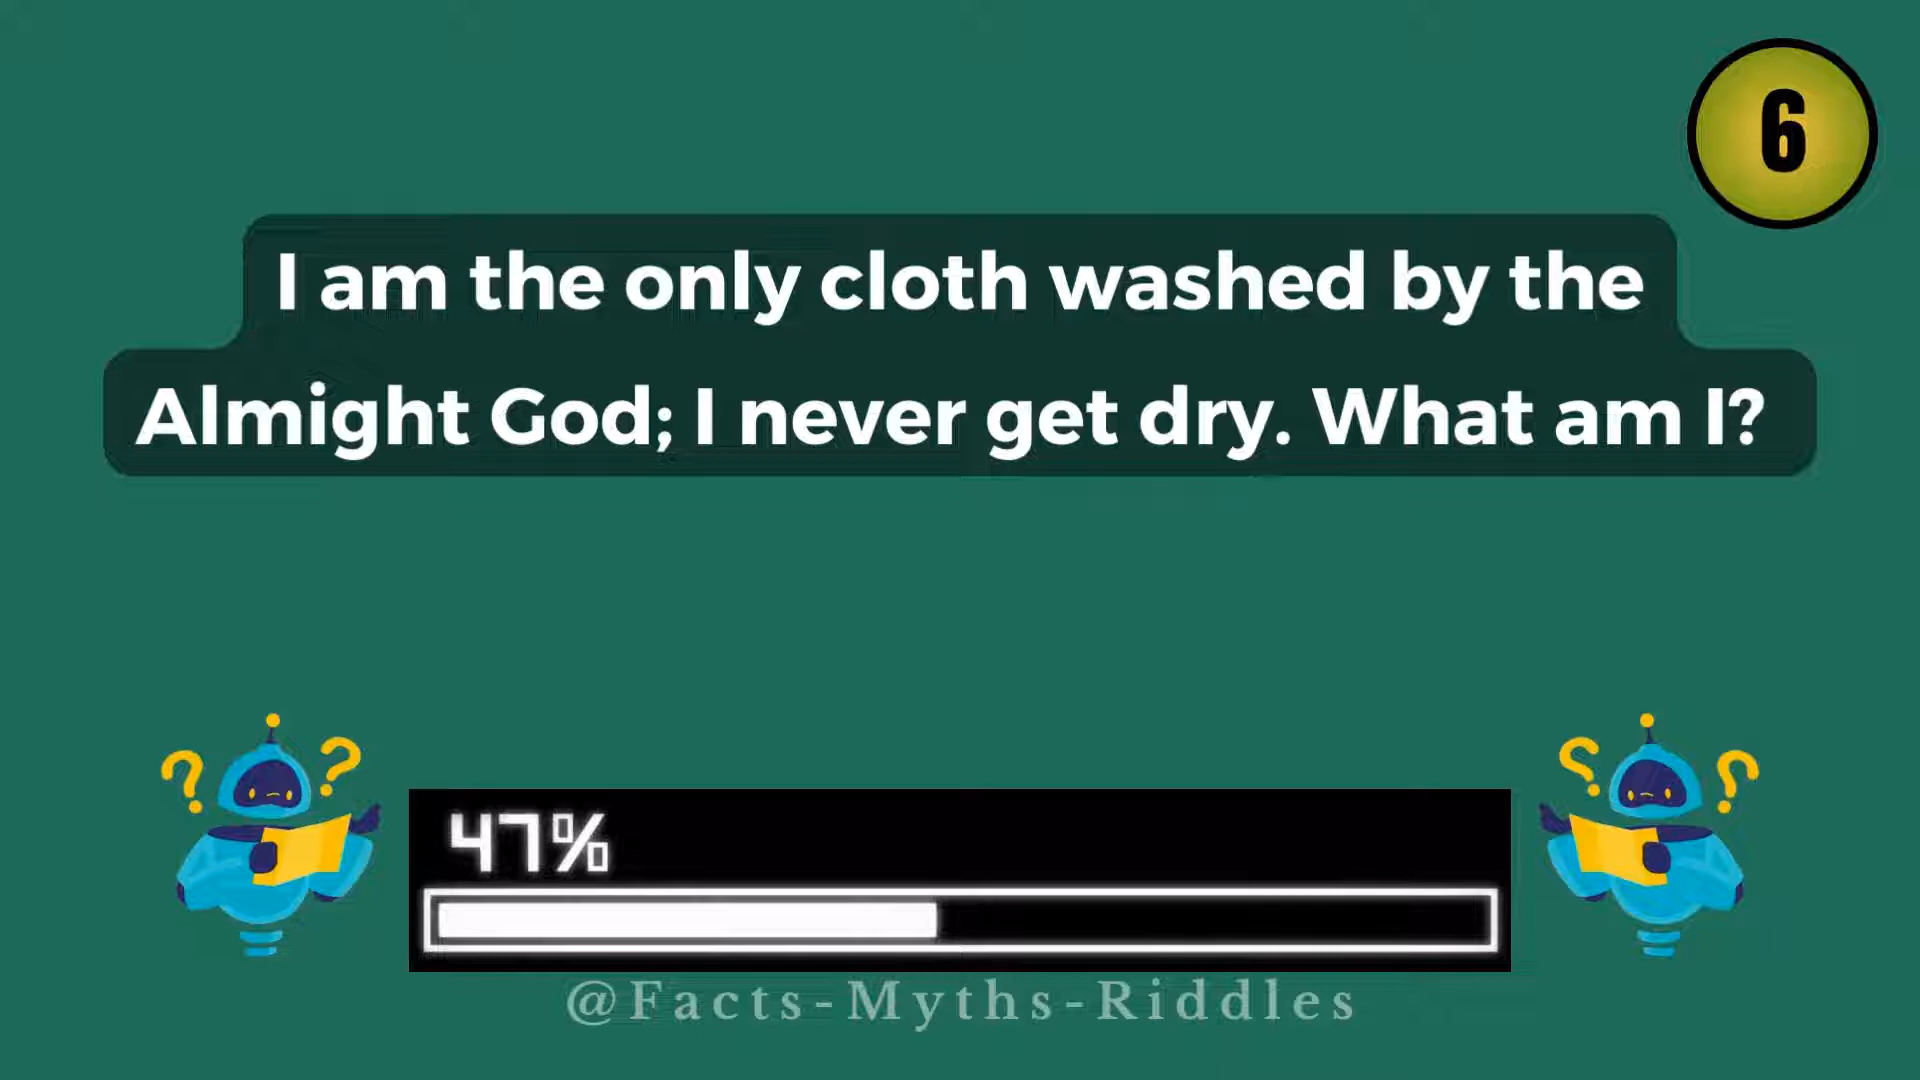 6
I am the only cloth washed by the
Almight God; I never get dry. What am I?
47%
@Facts-Myths-Riddles